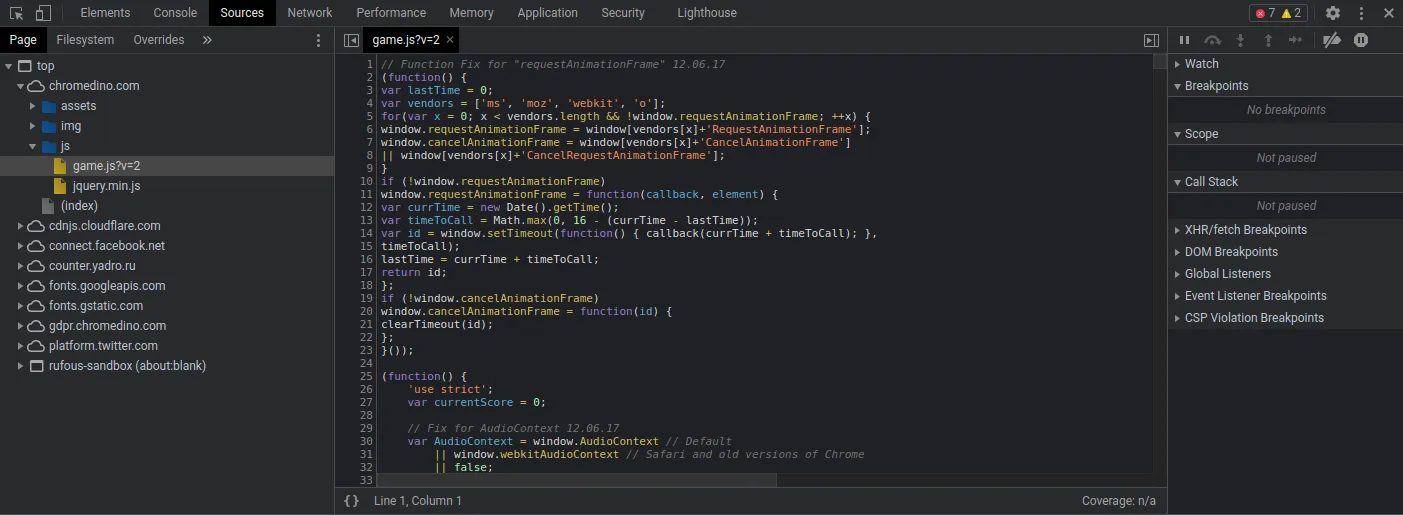 Elements Console Sources Network Performance Memory Application Security Lighthouse 7 2
Page Filesystem Overrides »
top
chromedino.com
assets
img
js
game.js?v=2
jquery.min.js
(index)
cdnjs.cloudflare.com
connect.facebook.net
counter.yadro.ru
fonts.googleapis.com
fonts.gstatic.com
gdpr.chromedino.com
platform.twitter.com
rufous-sandbox (about:blank)
game.js?v=2 ×
1 // Function Fix for "requestAnimationFrame" 12.06.17
2 (function() {
3 var lastTime = 0;
4 var vendors = ['ms', 'moz', 'webkit', 'o'];
5 for(var x = 0; x < vendors.length && !window.requestAnimationFrame; ++x) {
6 window.requestAnimationFrame = window[vendors[x]+'RequestAnimationFrame'];
7 window.cancelAnimationFrame = window[vendors[x]+'CancelAnimationFrame']
8 || window[vendors[x]+'CancelRequestAnimationFrame'];
9 }
10 if (!window.requestAnimationFrame)
11 window.requestAnimationFrame = function(callback, element) {
12 var currTime = new Date().getTime();
13 var timeToCall = Math.max(0, 16 - (currTime - lastTime));
14 var id = window.setTimeout(function() { callback(currTime + timeToCall); },
15 timeToCall);
16 lastTime = currTime + timeToCall;
17 return id;
18 };
19 if (!window.cancelAnimationFrame)
20 window.cancelAnimationFrame = function(id) {
21 clearTimeout(id);
22 };
23 }());
24
25 (function() {
26 'use strict';
27 var currentScore = 0;
28
29 // Fix for AudioContext 12.06.17
30 var AudioContext = window.AudioContext // Default
31 || window.webkitAudioContext // Safari and old versions of Chrome
32 || false;
33
{} Line 1, Column 1 Coverage: n/a
Watch
Breakpoints
No breakpoints
Scope
Not paused
Call Stack
Not paused
XHR/fetch Breakpoints
DOM Breakpoints
Global Listeners
Event Listener Breakpoints
CSP Violation Breakpoints